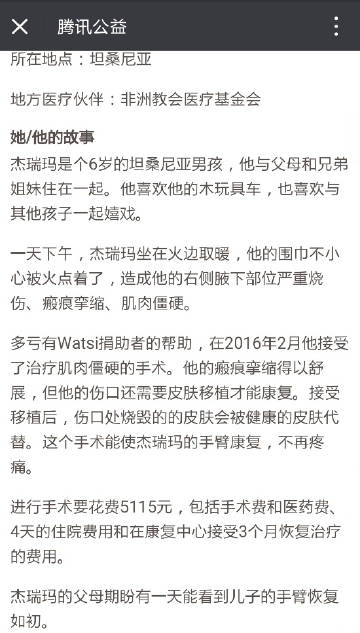 腾讯公益
所在地点：坦桑尼亚
地方医疗伙伴：非洲教会医疗基金会
她/他的故事
杰瑞玛是个6岁的坦桑尼亚男孩，他与父母和兄弟
姐妹住在一起。他喜欢他的木玩具车，也喜欢与
其他孩子一起嬉戏。
一天下午，杰瑞玛坐在火边取暖，他的围巾不小
心被火点着了，造成他的右侧腋下部位严重烧
伤、瘢痕挛缩、肌肉僵硬。
多亏有Watsi捐助者的帮助，在2016年2月他接受
了治疗肌肉僵硬的手术。他的瘢痕挛缩得以舒
展，但他的伤口还需要皮肤移植才能康复。接受
移植后，伤口处烧毁的的皮肤会被健康的皮肤代
替。这个手术能使杰瑞玛的手臂康复，不再疼
痛。
进行手术要花费5115元，包括手术费和医药费、
4天的住院费用和在康复中心接受3个月恢复治疗
的费用。
杰瑞玛的父母期盼有一天能看到儿子的手臂恢复
如初。